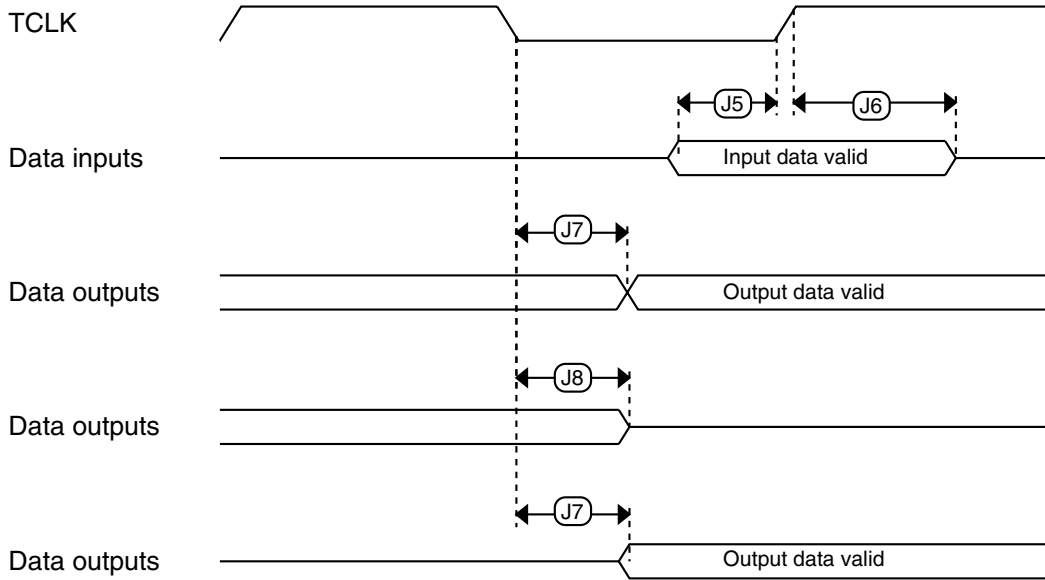 TCLK
J5
J6
Data inputs
Input data valid
J7
Data outputs
Output data valid
J8
Data outputs
J7
Data outputs
Output data valid